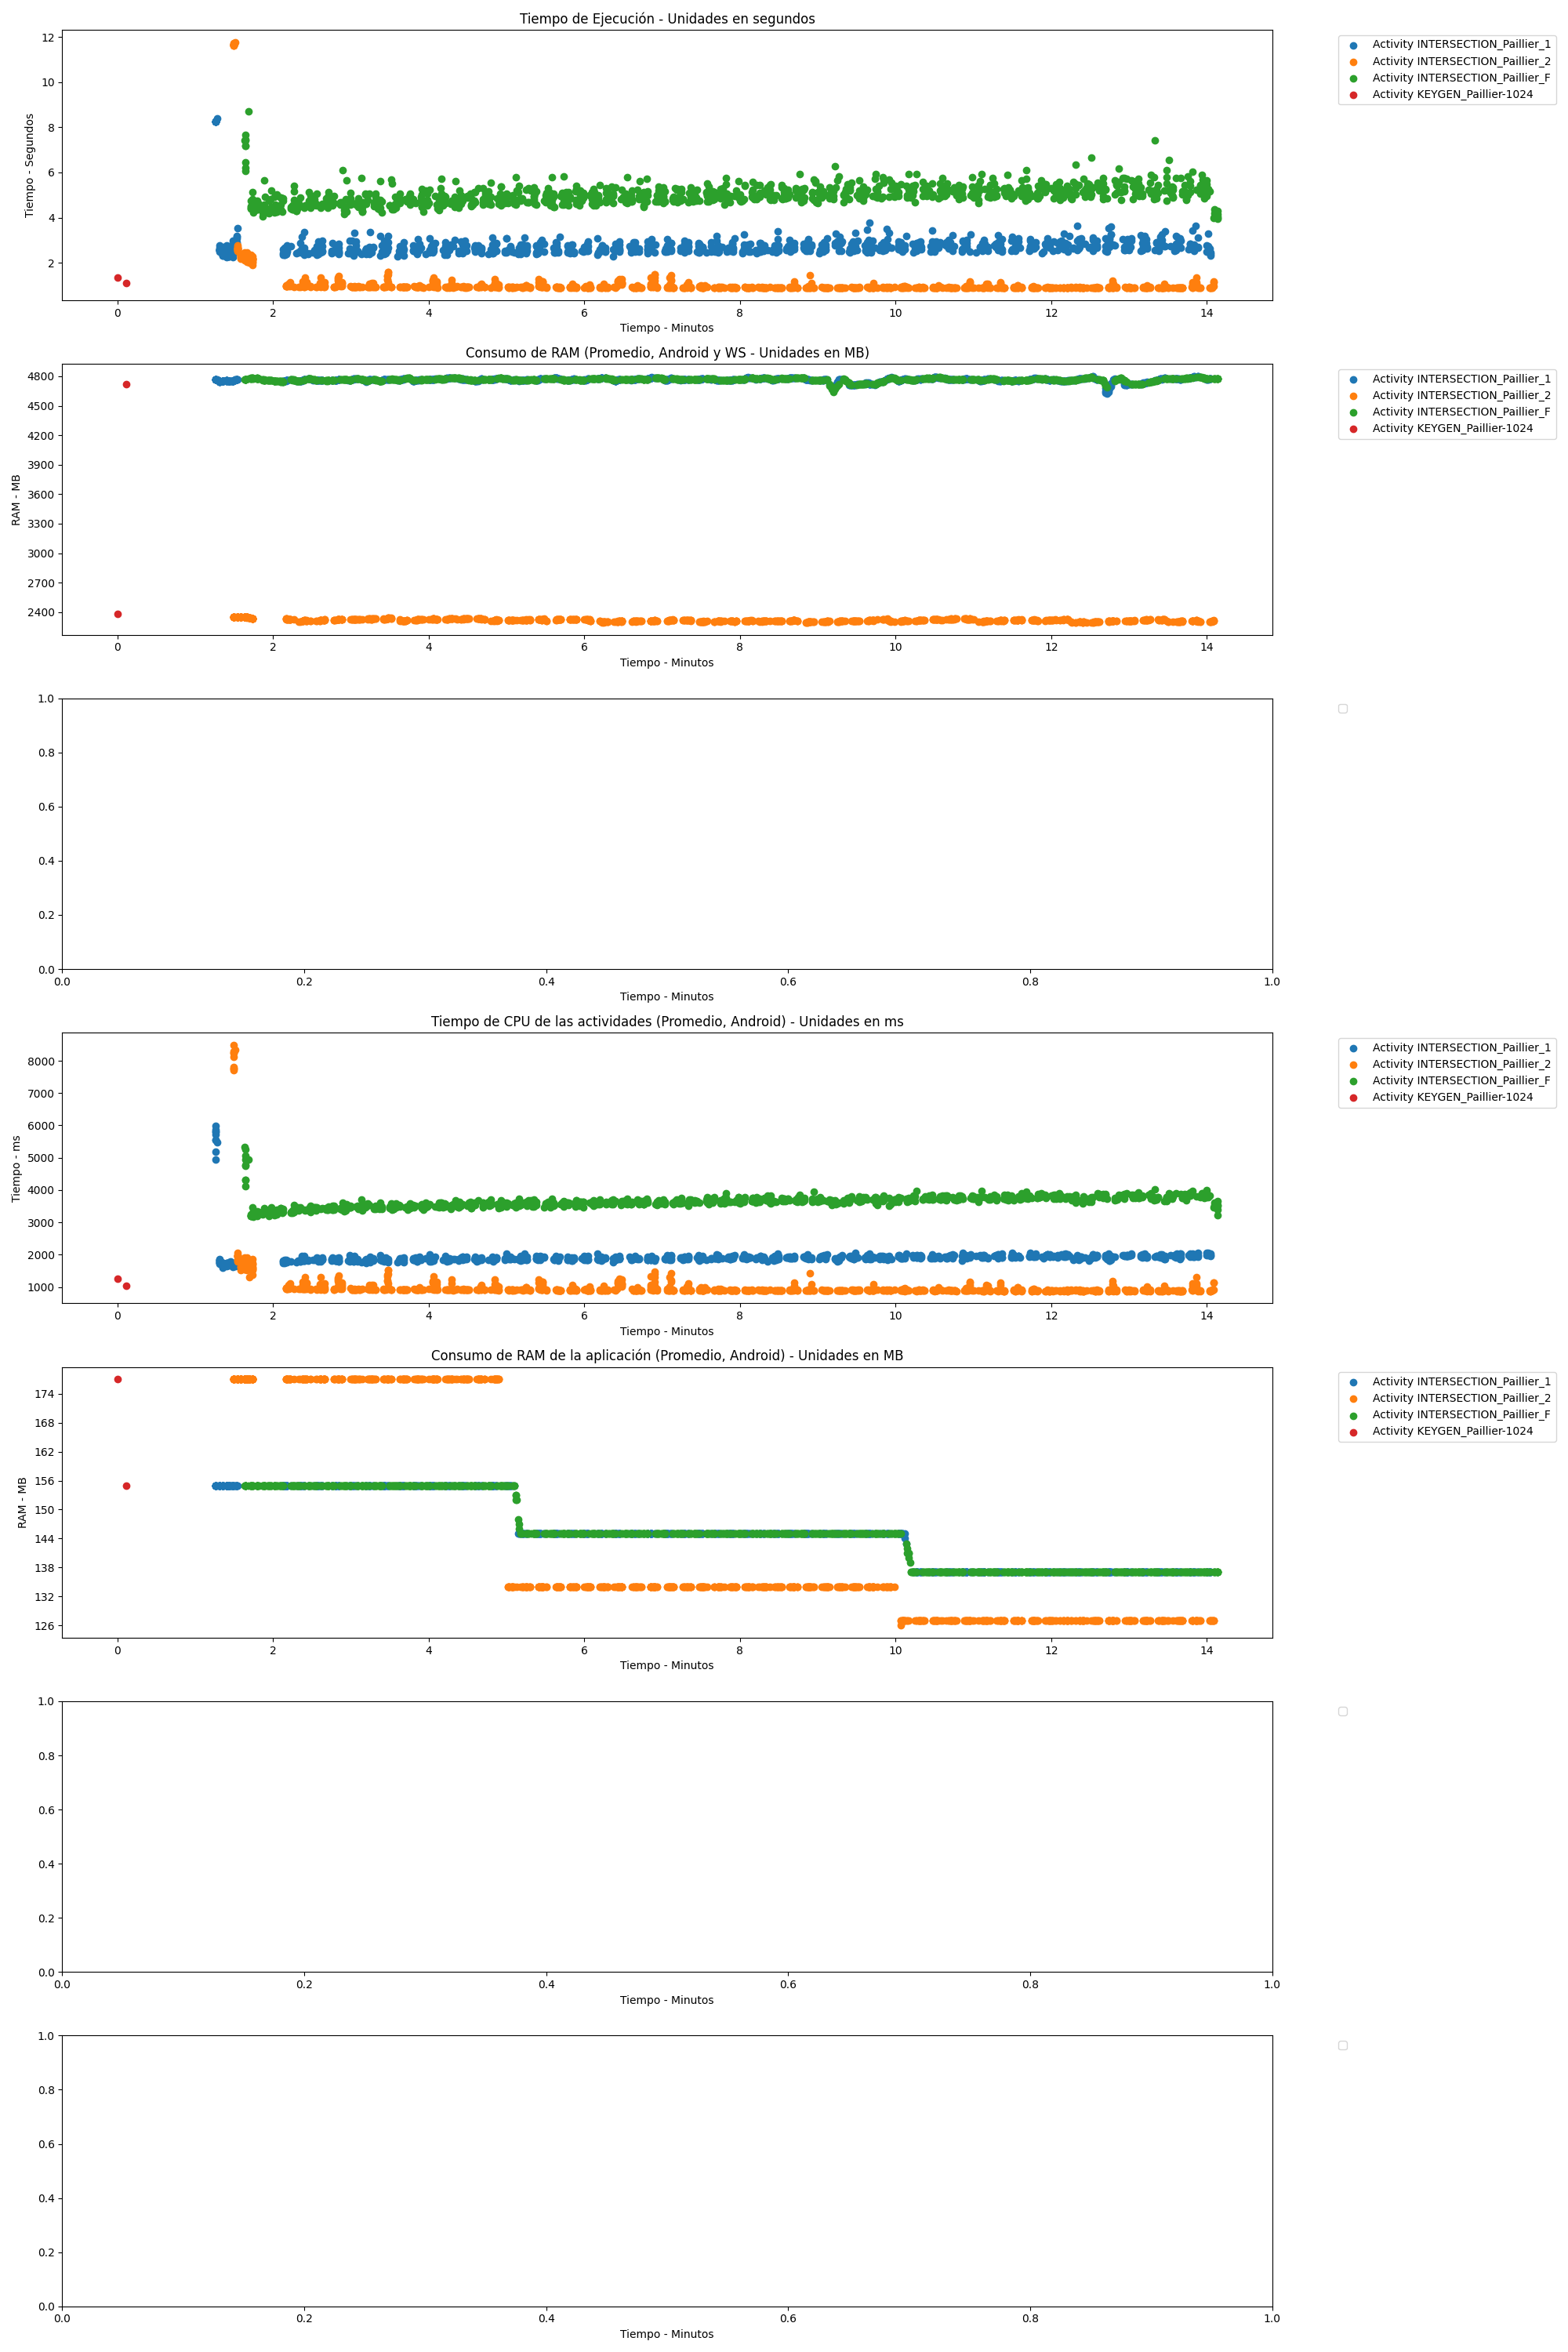 Tiempo de Ejecución - Unidades en segundos
12
10
8
6
4
2
Tiempo - Segundos
0 2 4 6 8 10 12 14
Tiempo - Minutos
Activity INTERSECTION_Paillier_1
Activity INTERSECTION_Paillier_2
Activity INTERSECTION_Paillier_F
Activity KEYGEN_Paillier-1024
Consumo de RAM (Promedio, Android y WS - Unidades en MB)
4800
4500
4200
3900
3600
3300
3000
2700
2400
RAM - MB
0 2 4 6 8 10 12 14
Tiempo - Minutos
Activity INTERSECTION_Paillier_1
Activity INTERSECTION_Paillier_2
Activity INTERSECTION_Paillier_F
Activity KEYGEN_Paillier-1024
1.0
0.8
0.6
0.4
0.2
0.0
0.0 0.2 0.4 0.6 0.8 1.0
Tiempo - Minutos
Tiempo de CPU de las actividades (Promedio, Android) - Unidades en ms
8000
7000
6000
5000
4000
3000
2000
1000
Tiempo - ms
0 2 4 6 8 10 12 14
Tiempo - Minutos
Activity INTERSECTION_Paillier_1
Activity INTERSECTION_Paillier_2
Activity INTERSECTION_Paillier_F
Activity KEYGEN_Paillier-1024
Consumo de RAM de la aplicación (Promedio, Android) - Unidades en MB
174
168
162
156
150
144
138
132
126
RAM - MB
0 2 4 6 8 10 12 14
Tiempo - Minutos
Activity INTERSECTION_Paillier_1
Activity INTERSECTION_Paillier_2
Activity INTERSECTION_Paillier_F
Activity KEYGEN_Paillier-1024
1.0
0.8
0.6
0.4
0.2
0.0
0.0 0.2 0.4 0.6 0.8 1.0
Tiempo - Minutos
1.0
0.8
0.6
0.4
0.2
0.0
0.0 0.2 0.4 0.6 0.8 1.0
Tiempo - Minutos